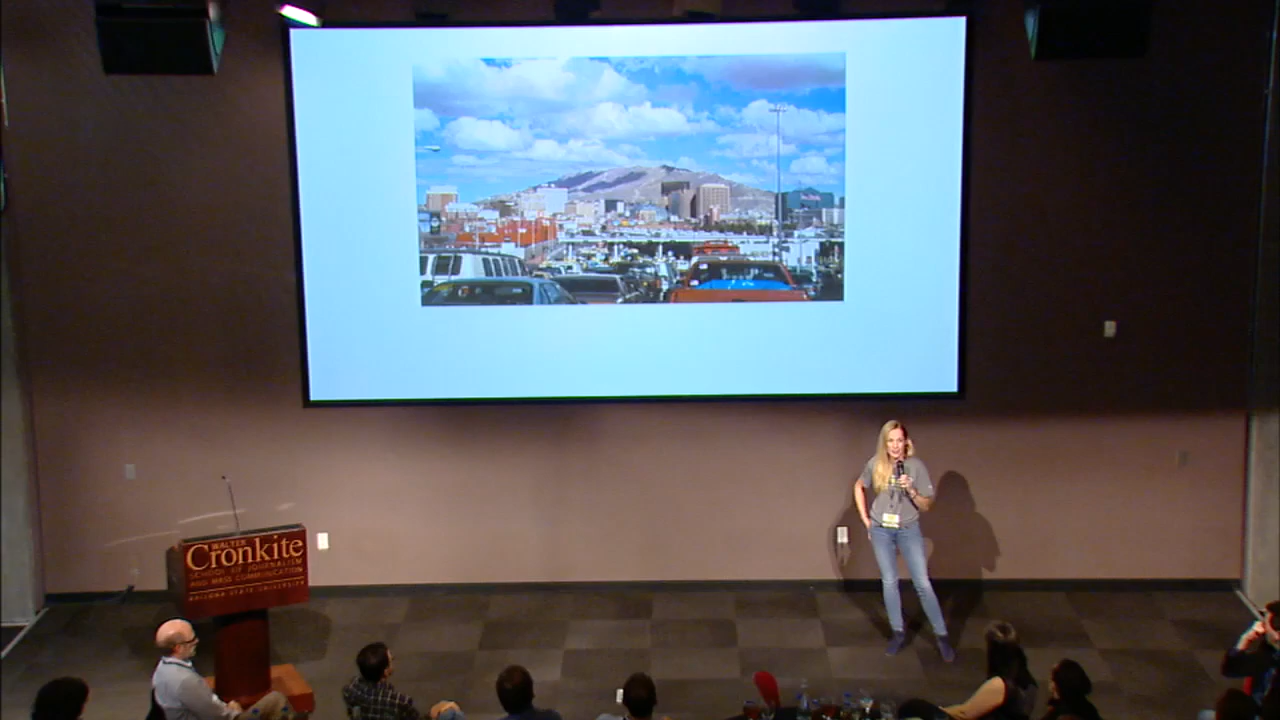 WALTER
Cronkite
SCHOOL OF JOURNALISM
AND MASS COMMUNICATION
ARIZONA STATE UNIVERSITY